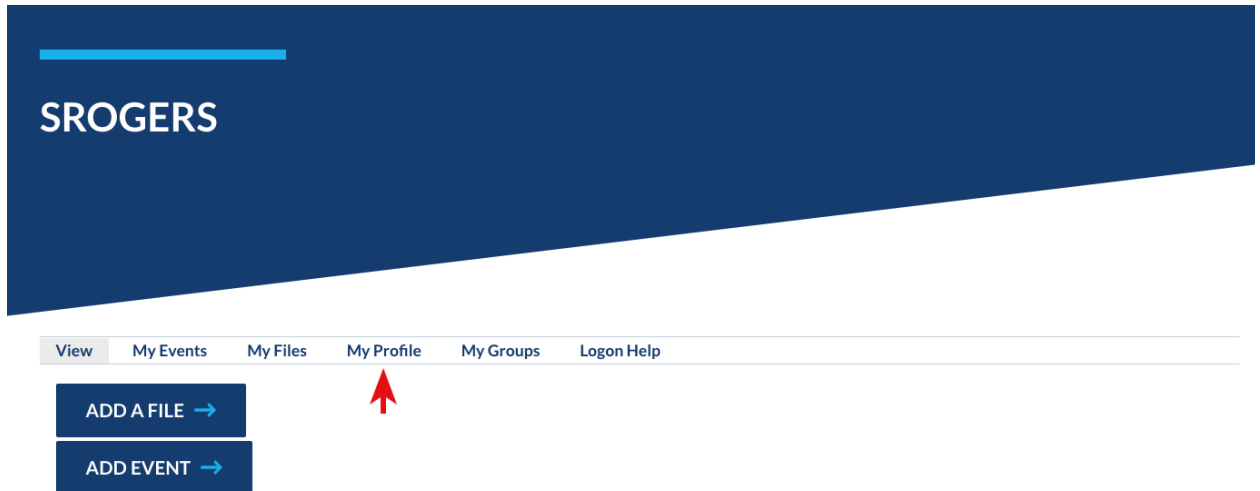 SROGERS
View My Events My Files My Profile My Groups Logon Help
ADD A FILE →
ADD EVENT →